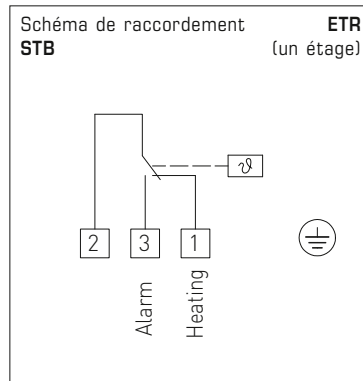 Schéma de raccordement ETR
STB (un étage)
ϑ
2 3 1
Alarm
Heating